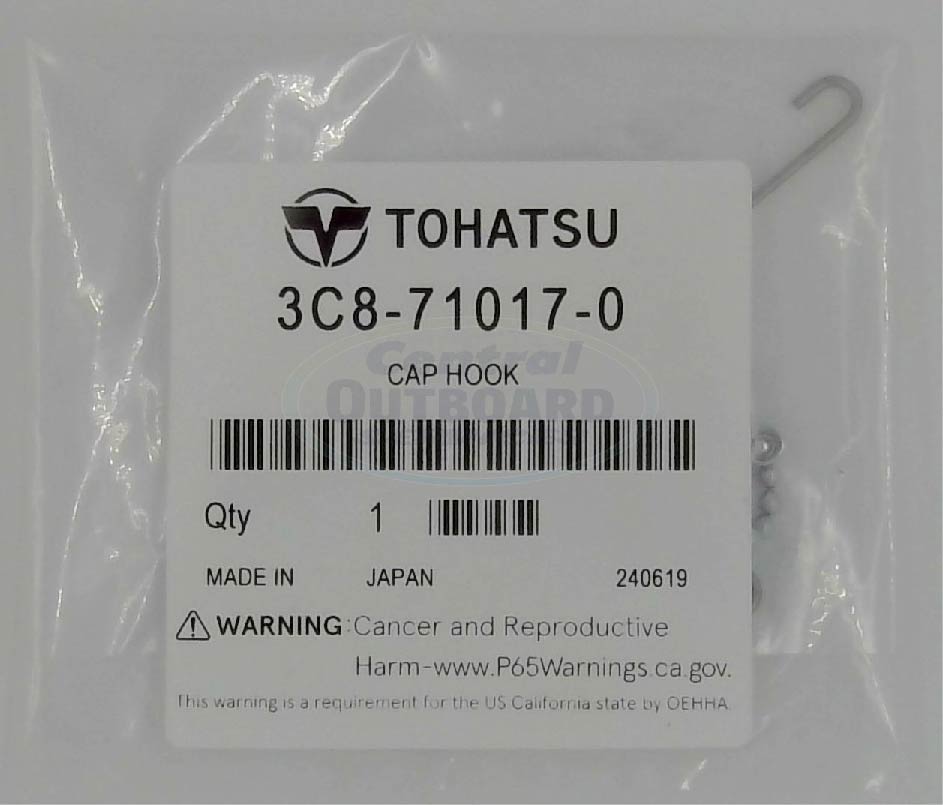 TOHATSU
3C8-71017-0
Central
CAP HOOK
OUTBOARD
Qty 1
MADE IN JAPAN 240619
WARNING:Cancer and Reproductive
Harm-www.P65Warnings.ca.gov.
This warning is a requirement for the US California state by OEHHA.